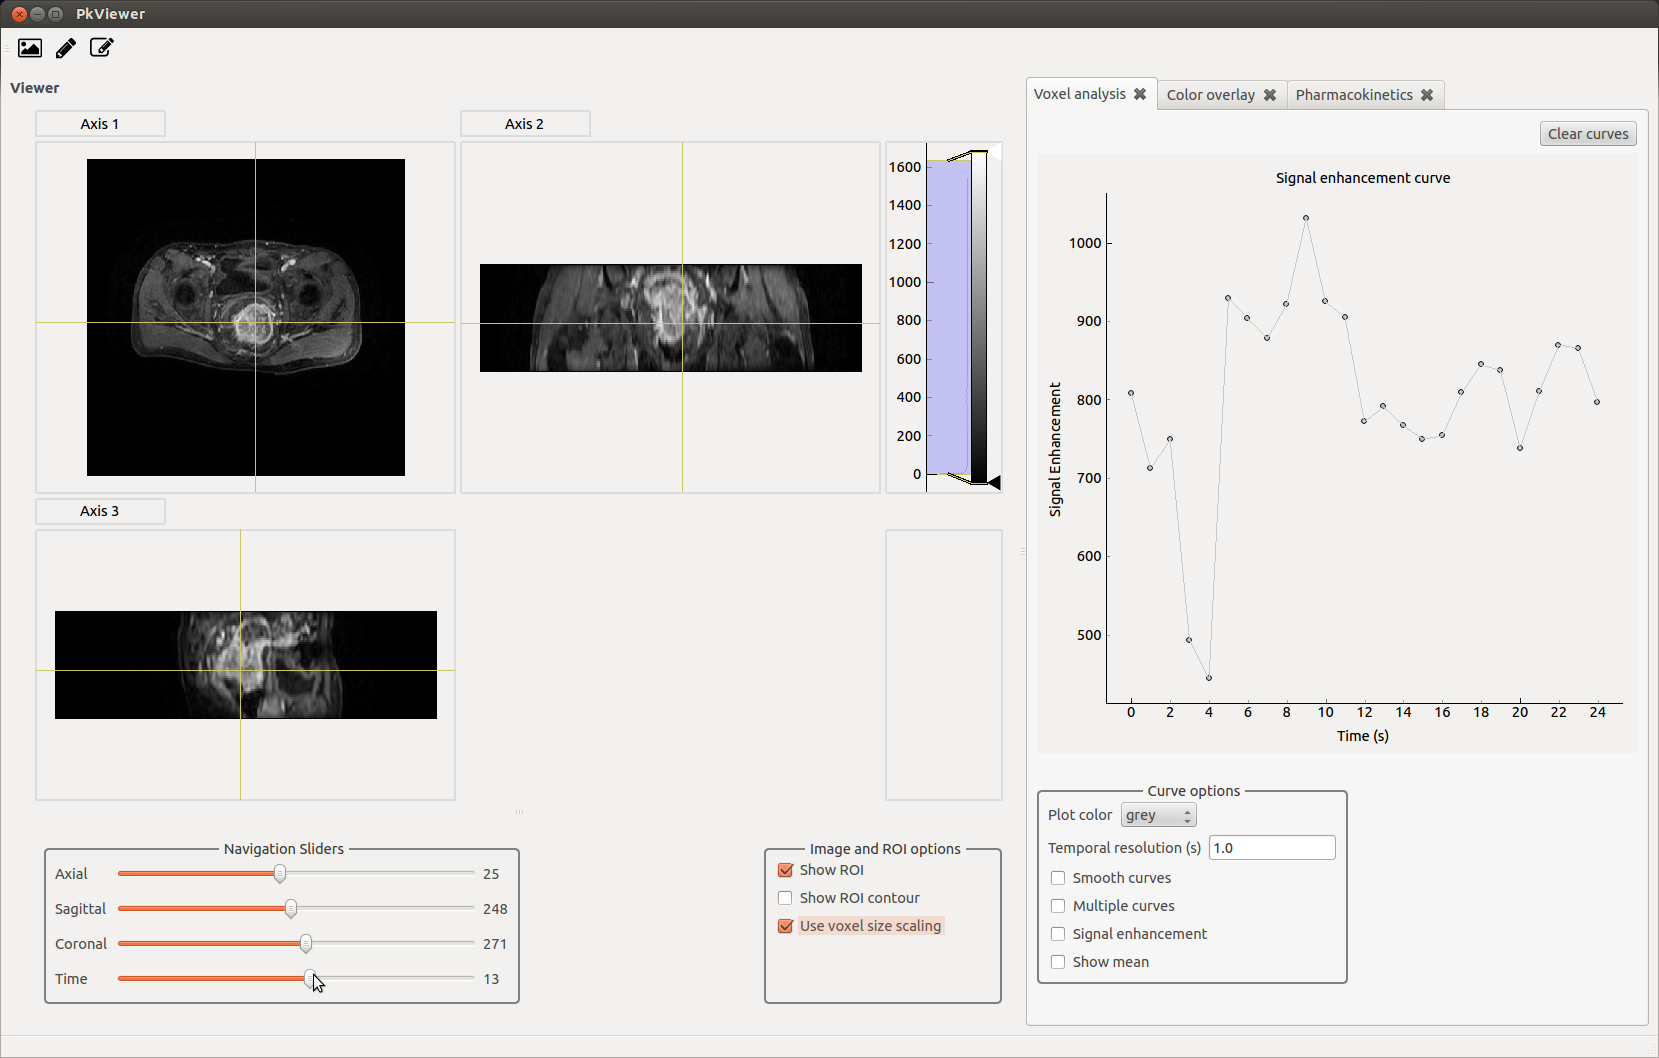 PkViewer
Viewer
Axis 1
Axis 2
1600
1400
1200
1000
800
600
400
200
0
Axis 3
Navigation Sliders
Axial 25
Sagittal 248
Coronal 271
Time 13
Image and ROI options
Show ROI
Show ROI contour
Use voxel size scaling
Voxel analysis
Color overlay
Pharmacokinetics
Clear curves
Signal enhancement curve
Signal Enhancement
1000
900
800
700
600
500
0 2 4 6 8 10 12 14 16 18 20 22 24
Time (s)
Curve options
Plot color grey
Temporal resolution (s) 1.0
Smooth curves
Multiple curves
Signal enhancement
Show mean